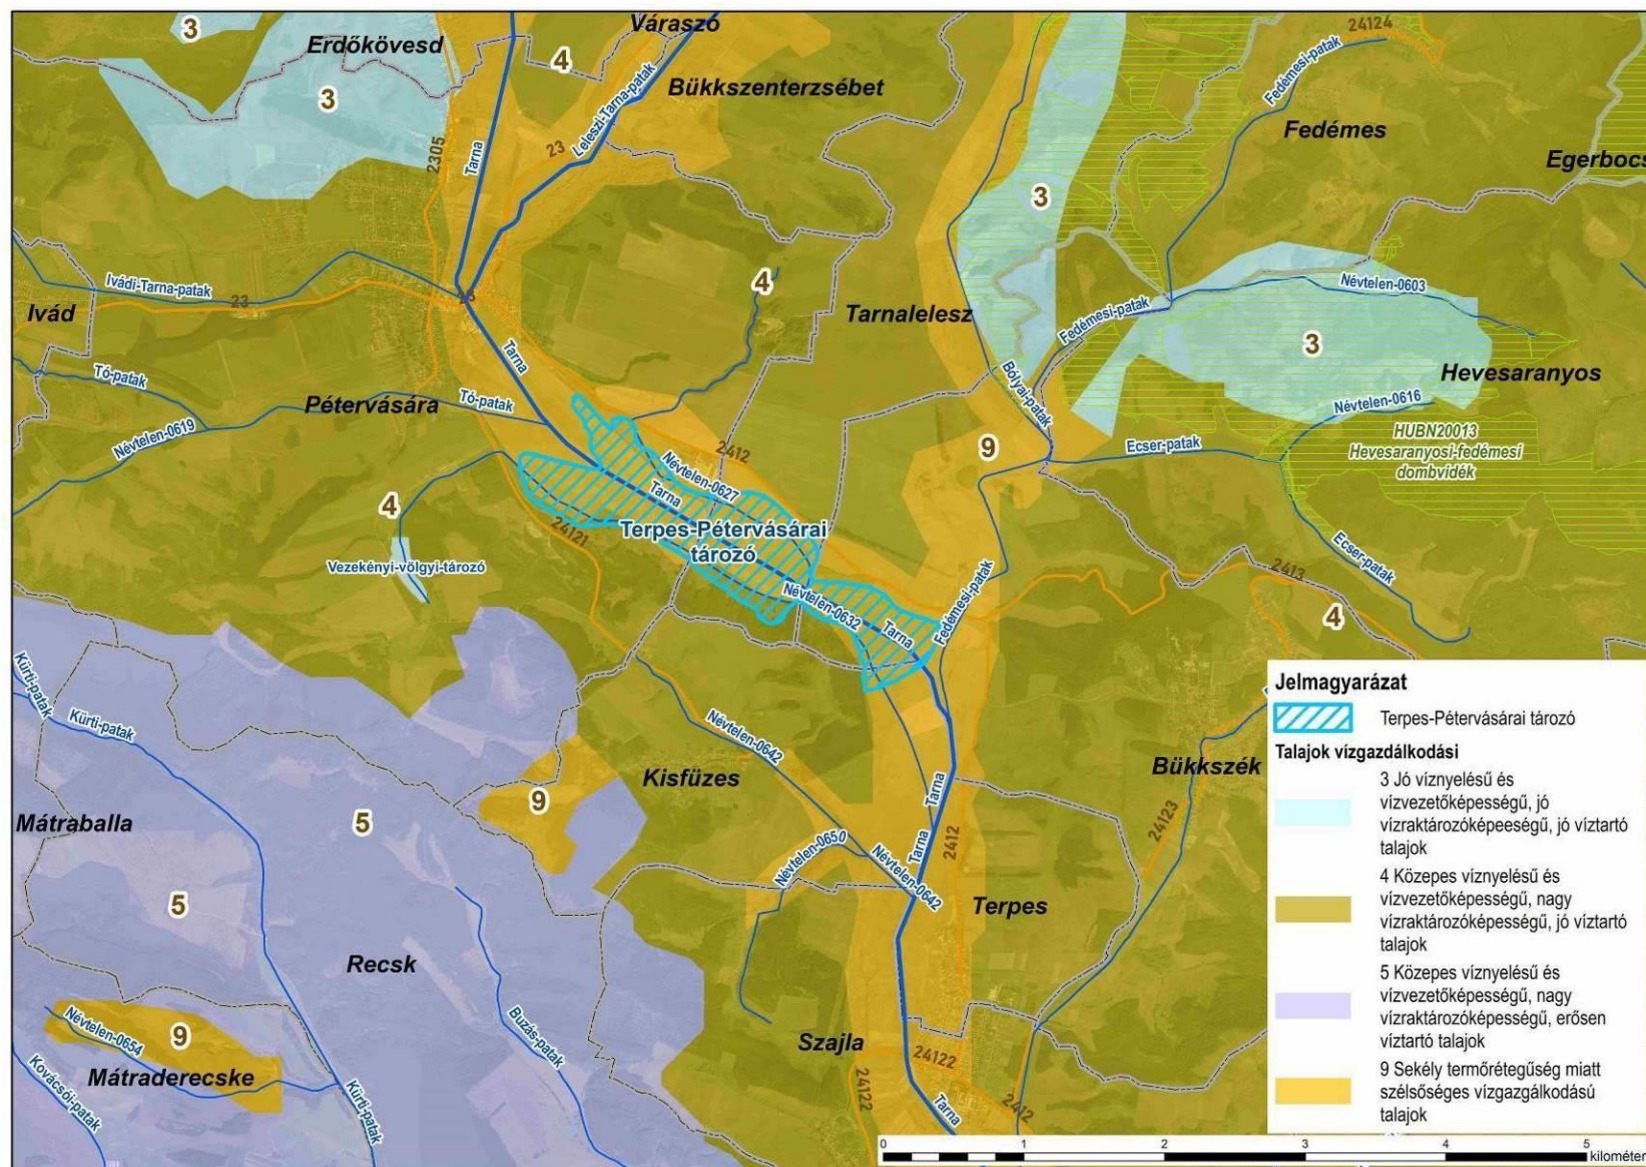 3
Erdőkövesd
3
2305
Tarna
4
Váraszó
Bükkszenterzsébet
Leleszi-Tarna-patak
23
24124
Fedémesi-patak
Fedémes
Egerbocs
3
Ivádi-Tarna-patak
23
Ivád
Tarnalelesz
4
Névtelen-0603
Fedémesi-patak
3
Hevesaranyos
Bólyai-patak
Tarna
Tó-patak
Pétervására
Tó-patak
Névtelen-0619
Névtelen-0616
HUBN20013
Hevesaranyosi-fedémesi
dombvidék
Ecser-patak
9
2412
Névtelen-0627
Tarna
4
24121
Terpes-Pétervásárai
tározó
Vezekényi-völgyi-tározó
Ecser-patak
2413
4
Névtelen-0632
Tarna
Fedémesi-patak
Kürti-patak
Kürti-patak
Névtelen-0642
Kisfüzes
Bükkszék
Tarna
9
5
Mátraballa
24123
2412
Tarna
Névtelen-0650
Névtelen-0642
5
Terpes
Recsk
Buzás-patak
9
Névtelen-0654
Mátraderecske
Kovácsói-patak
Kürti-patak
Szajla
24122
24122
2412
Tarna
Jelmagyarázat
Terpes-Pétervásárai tározó
Talajok vízgazdálkodási
3 Jó víznyelésű és
vízvezetőképességű, jó
vízraktározóképeeségű, jó víztartó
talajok
4 Közepes víznyelésű és
vízvezetőképességű, nagy
vízraktározóképességű, jó víztartó
talajok
5 Közepes víznyelésű és
vízvezetőképességű, nagy
vízraktározóképességű, erősen
víztartó talajok
9 Sekély termőrétegűség miatt
szélsőséges vízgazgálkodású
talajok
0 1 2 3 4 5
kilométer